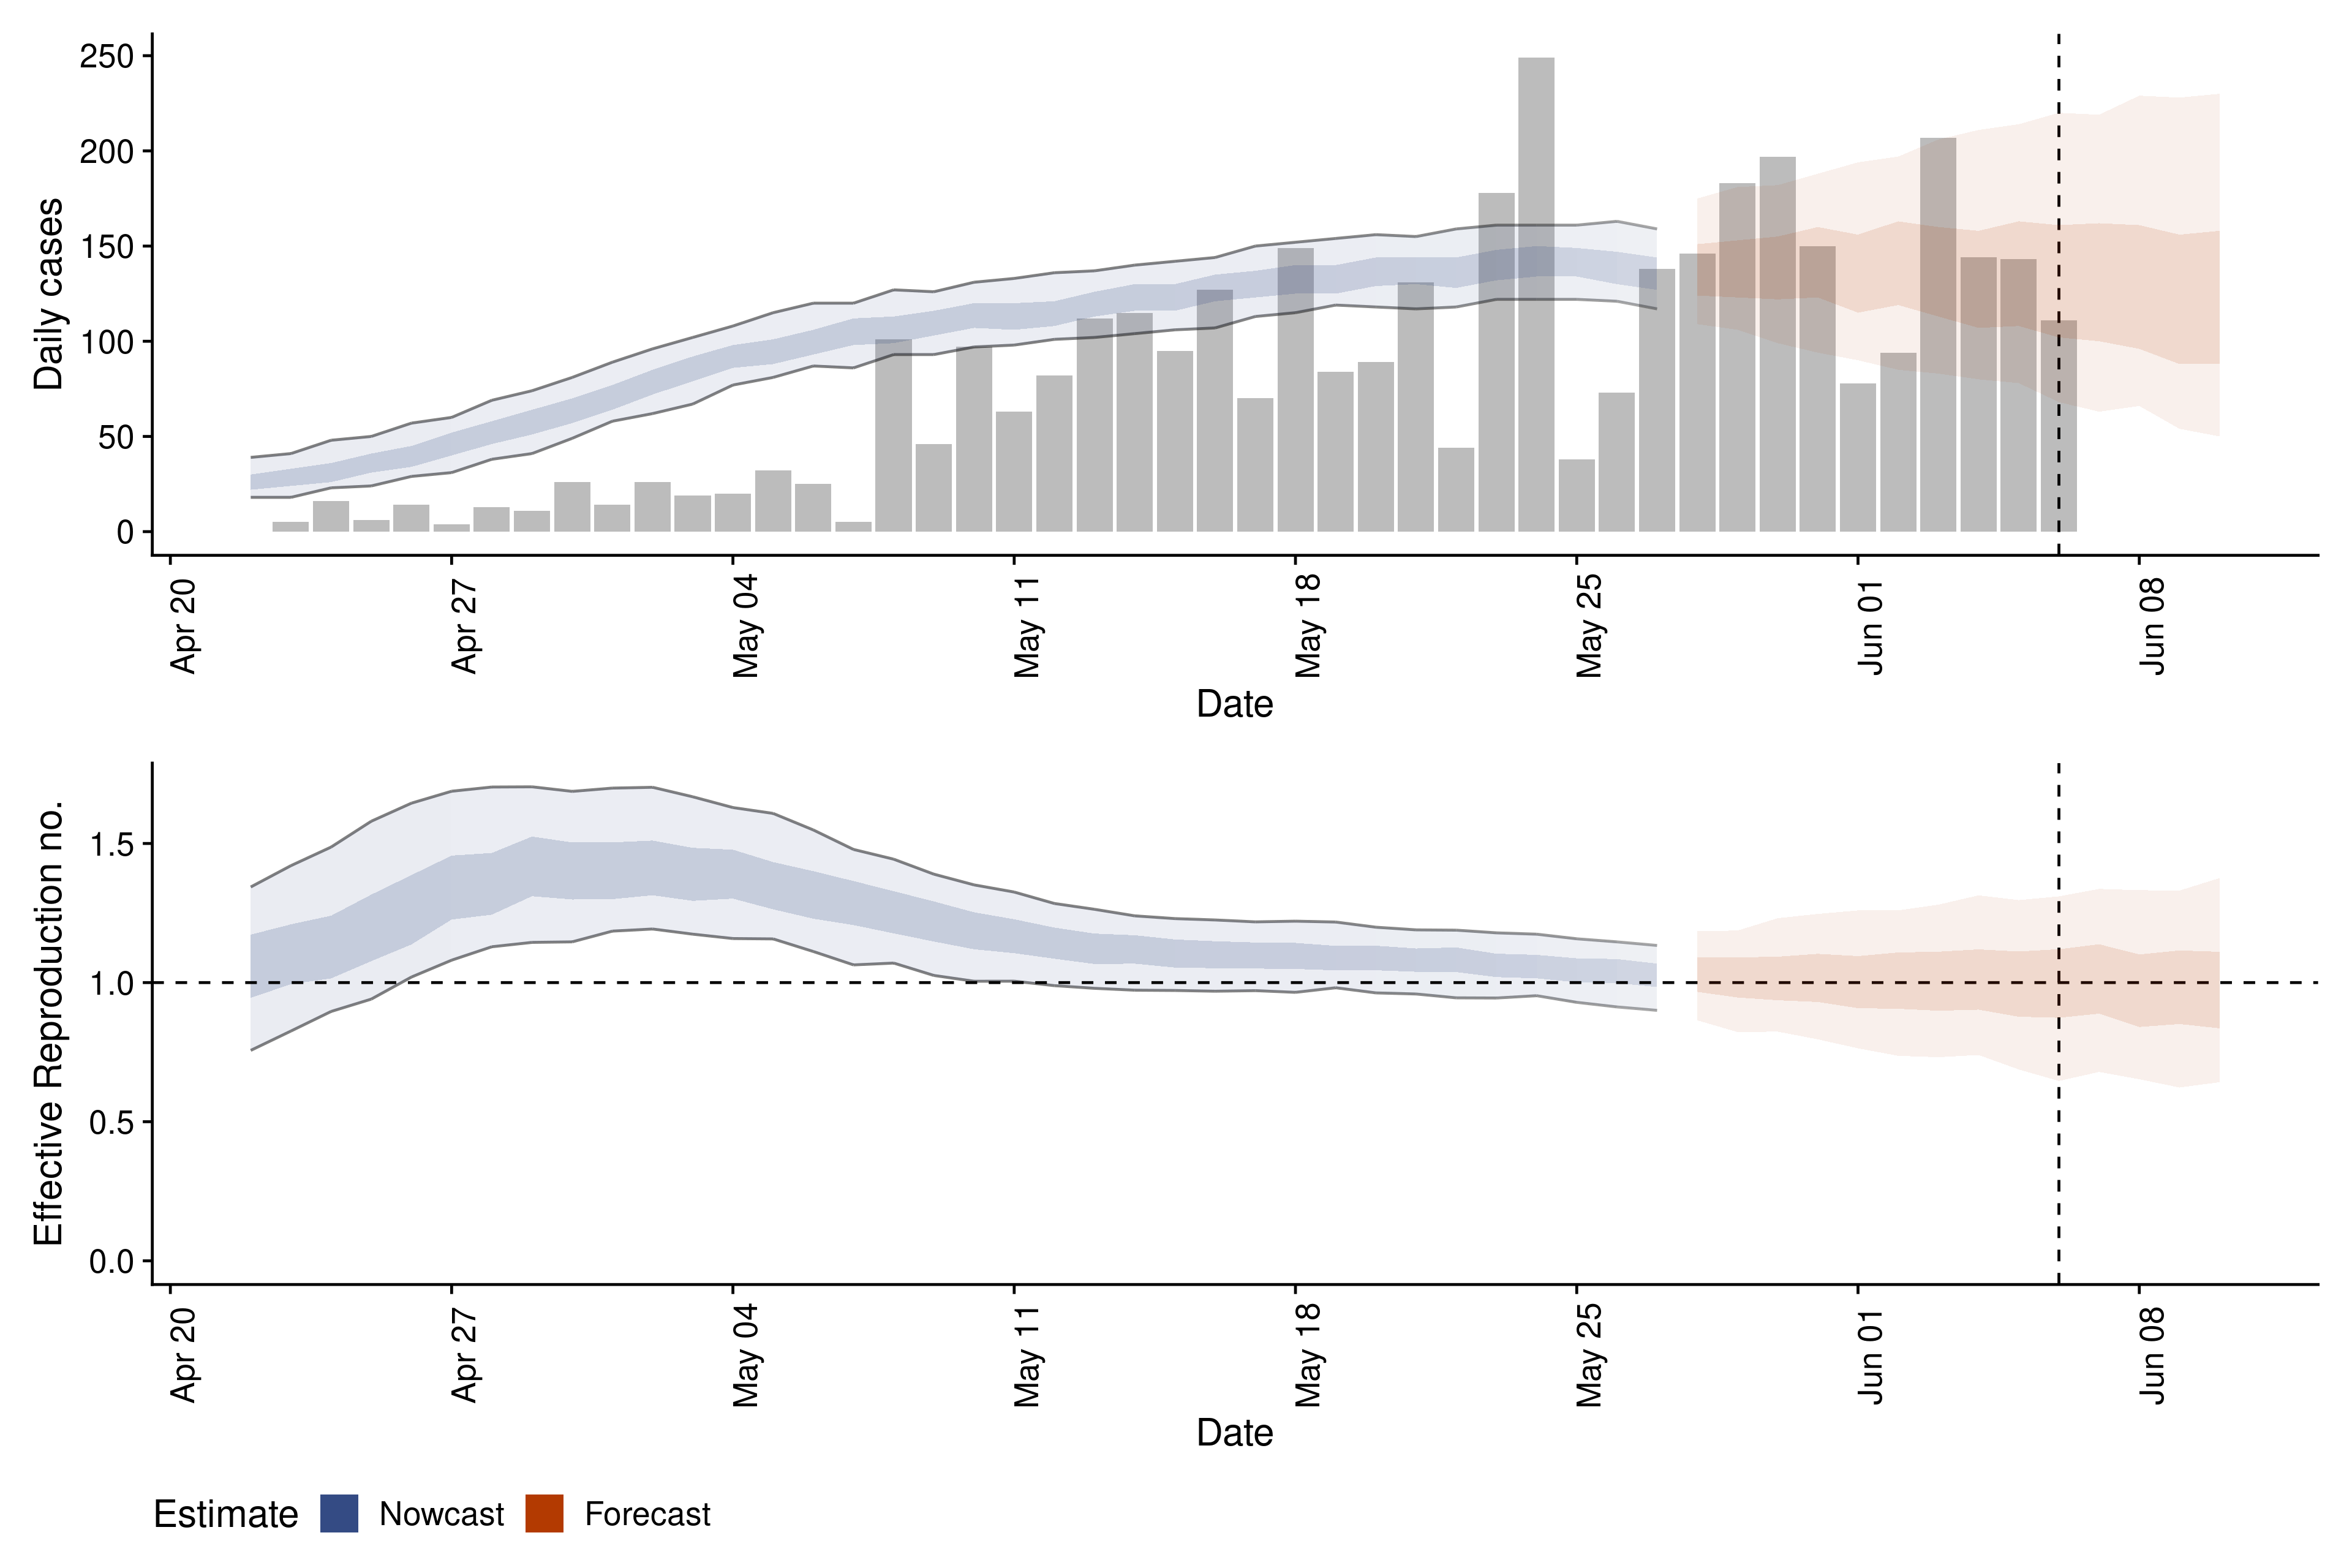 Daily cases
250
200
150
100
50
0
Apr 20
Apr 27
May 04
May 11
May 18
May 25
Jun 01
Jun 08
Date
Effective Reproduction no.
1.5
1.0
0.5
0.0
Apr 20
Apr 27
May 04
May 11
May 18
May 25
Jun 01
Jun 08
Date
Estimate Nowcast Forecast